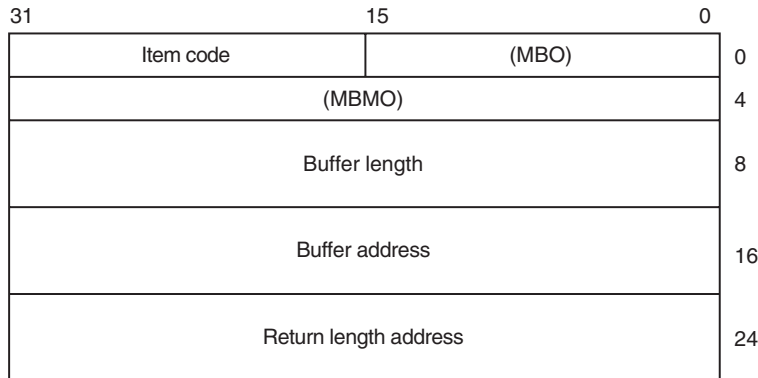 31 15 0
Item code (MBO) 0
(MBMO) 4
Buffer length 8
Buffer address 16
Return length address 24